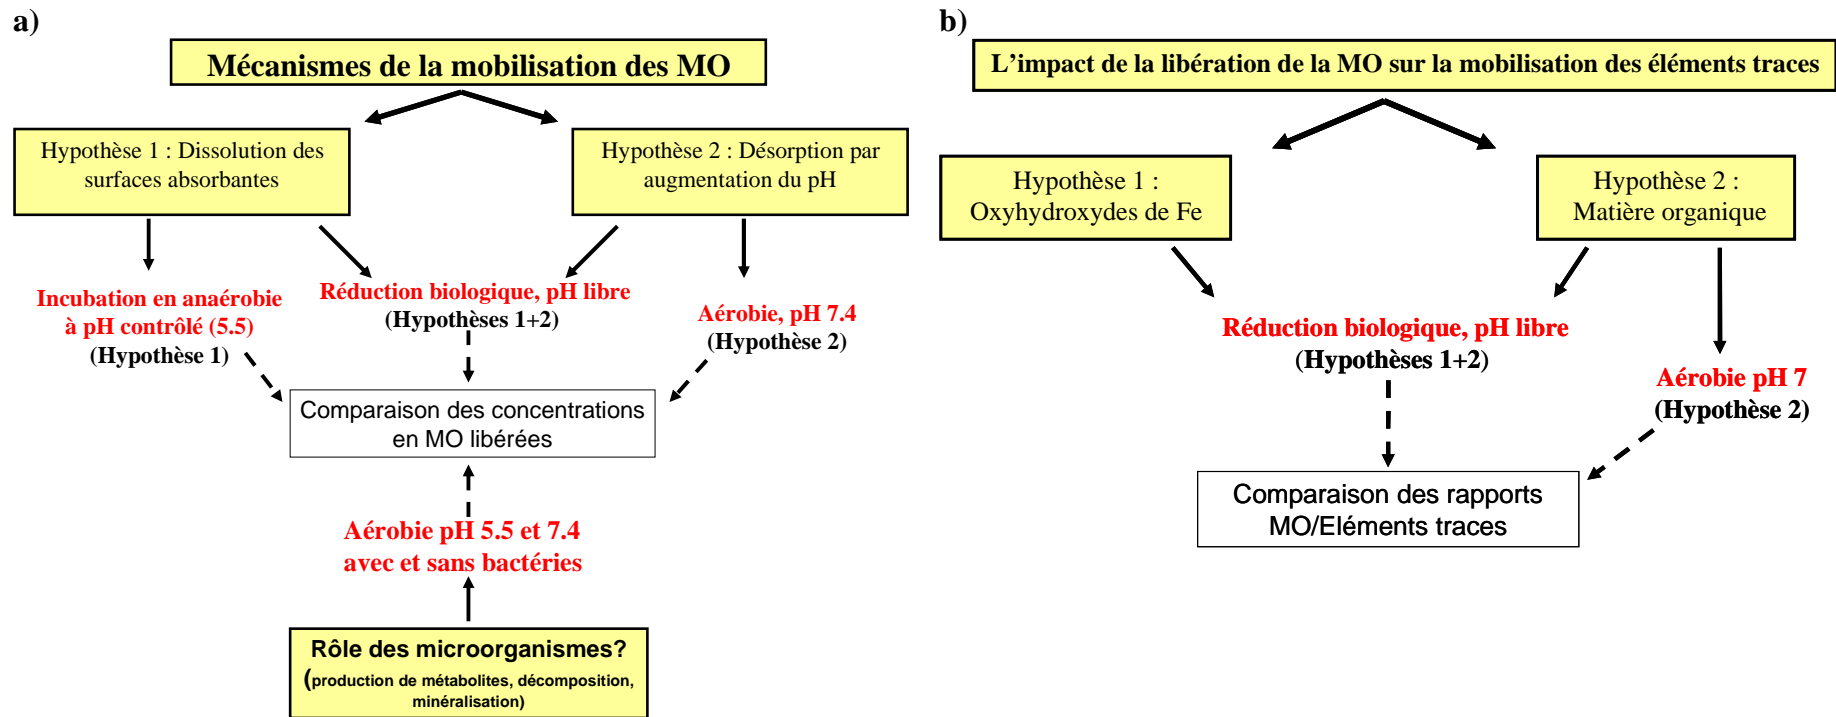 a)
Mécanismes de la mobilisation des MO
Hypothèse 1 : Dissolution des
surfaces absorbantes
Hypothèse 2 : Désorption par
augmentation du pH
Incubation en anaérobie
à pH contrôlé (5.5)
(Hypothèse 1)
Réduction biologique, pH libre
(Hypothèses 1+2)
Aérobie, pH 7.4
(Hypothèse 2)
Comparaison des concentrations
en MO libérées
Aérobie pH 5.5 et 7.4
avec et sans bactéries
Rôle des microorganismes?
(production de métabolites, décomposition,
minéralisation)
b)
L'impact de la libération de la MO sur la mobilisation des éléments traces
Hypothèse 1 :
Oxyhydroxydes de Fe
Hypothèse 2 :
Matière organique
Réduction biologique, pH libre
(Hypothèses 1+2)
Aérobie pH 7
(Hypothèse 2)
Comparaison des rapports
MO/Eléments traces